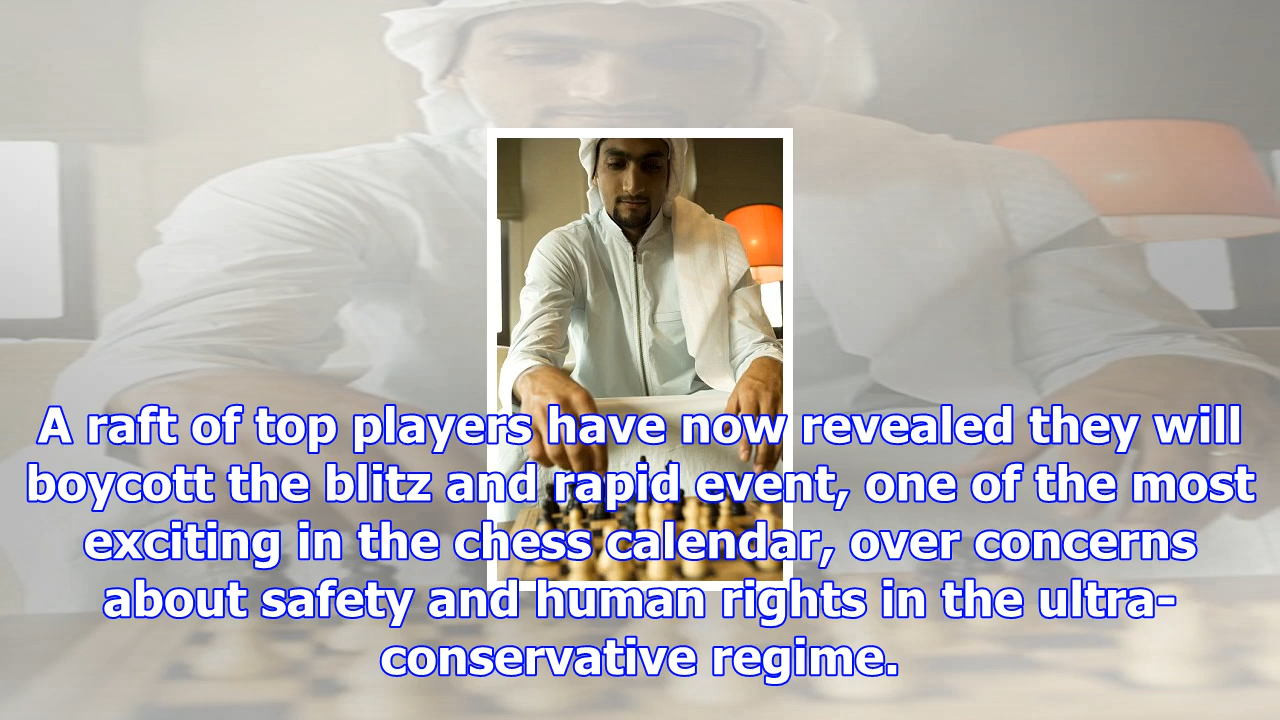 A raft of top players have now revealed they will
boycott the blitz and rapid event, one of the most
exciting in the chess calendar, over concerns
about safety and human rights in the ultra-
conservative regime.